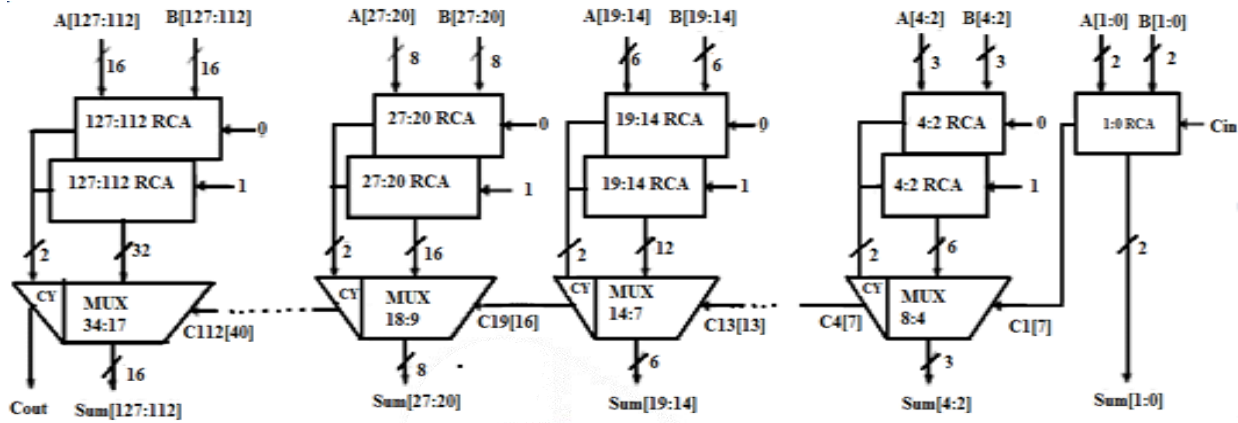 A[127:112] B[127:112] A[27:20] B[27:20] A[19:14] B[19:14] A[4:2] B[4:2] A[1:0] B[1:0]
16 16 8 8 6 6 3 3 2 2
127:112 RCA 0 27:20 RCA 0 19:14 RCA 0 4:2 RCA 0 1:0 RCA Cin
127:112 RCA 1 27:20 RCA 1 19:14 RCA 1 4:2 RCA 1
2 32 2 16 2 12 2 6 2
CY MUX CY MUX CY MUX CY MUX
34:17 C112[40] 18:9 C19[16] 14:7 C13[13] C4[7] 8:4 C1[7]
16 8 6 3
Cout Sum[127:112] Sum[27:20] Sum[19:14] Sum[4:2] Sum[1:0]